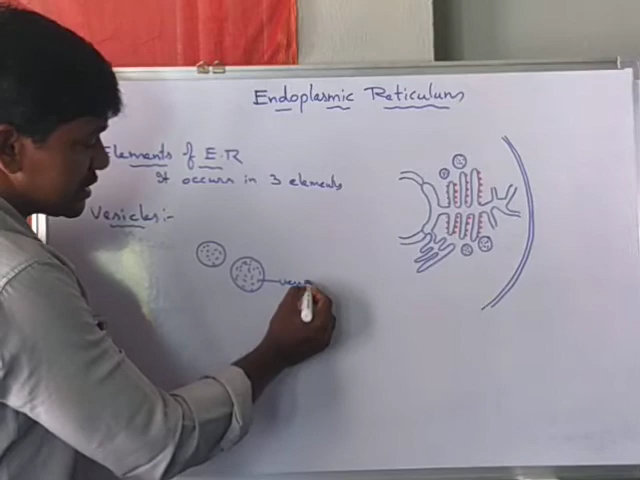 Endoplasmic Reticulum
Elements of E.R
It occurs in 3 elements
Vesicles:-